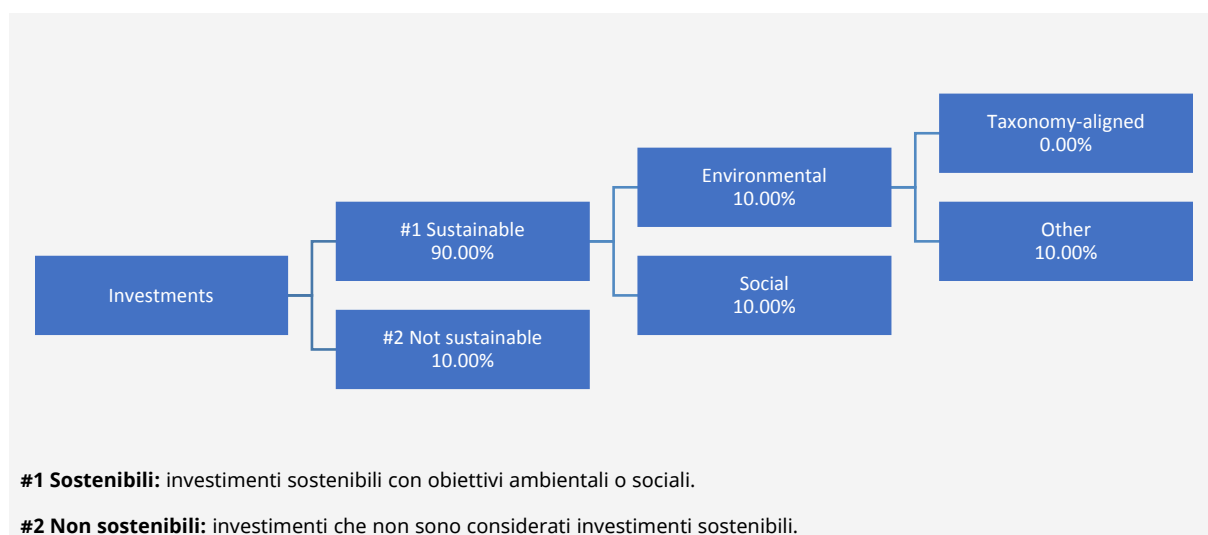 Investments
#1 Sustainable
90.00%
#2 Not sustainable
10.00%
Environmental
10.00%
Social
10.00%
Taxonomy-aligned
0.00%
Other
10.00%
#1 Sostenibili: investimenti sostenibili con obiettivi ambientali o sociali.
#2 Non sostenibili: investimenti che non sono considerati investimenti sostenibili.